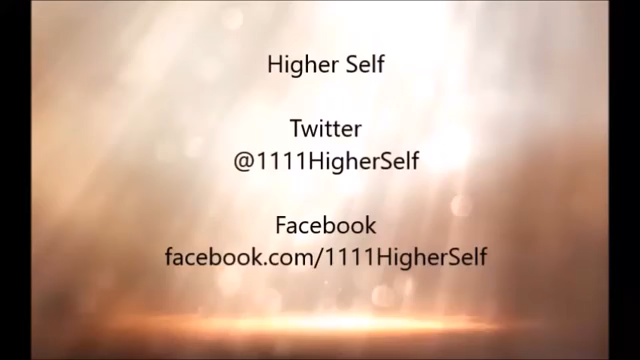 Higher Self
Twitter
@1111HigherSelf
Facebook
facebook.com/1111HigherSelf